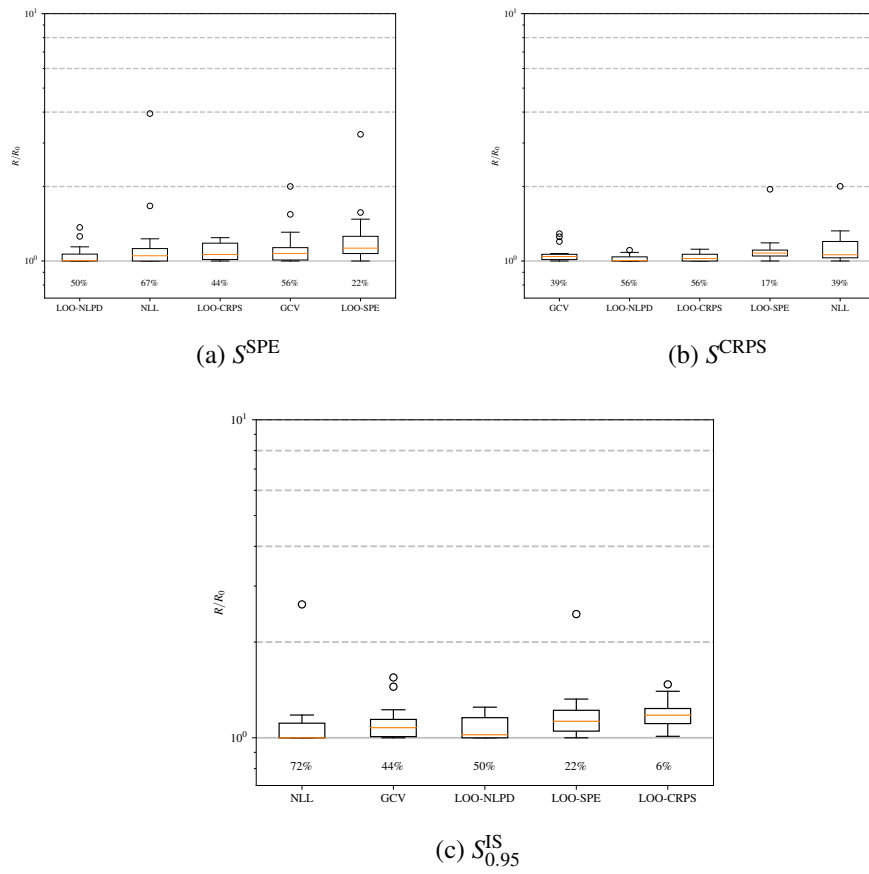 10¹
R/R₀
10⁰
50% 67% 44% 56% 22%
LOO-NLPD NLL LOO-CRPS GCV LOO-SPE
(a) S^SPE
10¹
R/R₀
10⁰
39% 56% 56% 17% 39%
GCV LOO-NLPD LOO-CRPS LOO-SPE NLL
(b) S^CRPS
10¹
R/R₀
10⁰
72% 44% 50% 22% 6%
NLL GCV LOO-NLPD LOO-SPE LOO-CRPS
(c) S^IS_0.95